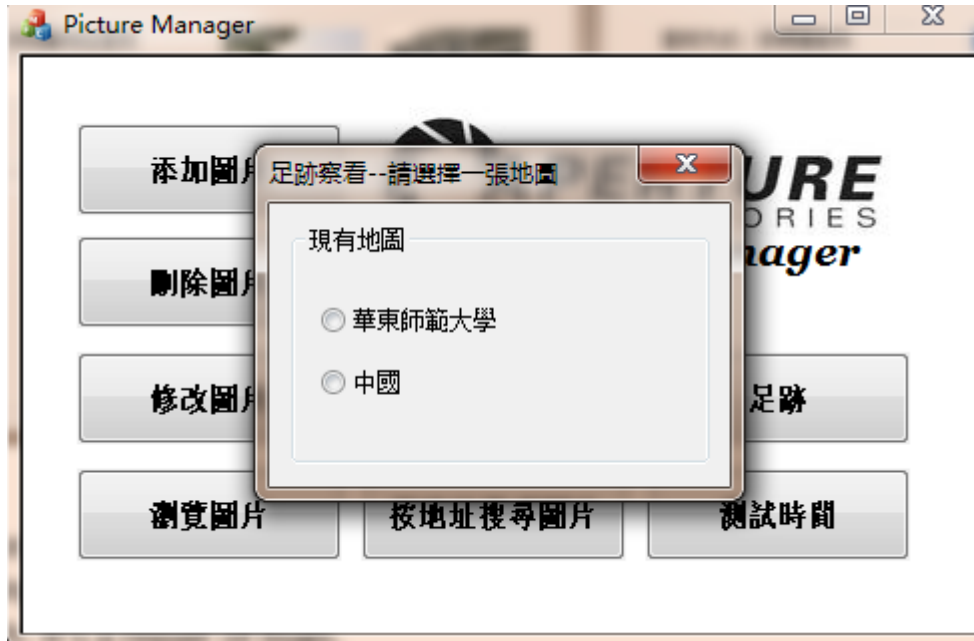 Picture Manager
添加圖片
足跡察看--請選擇一張地圖
URE
ORIES
刪除圖片
現有地圖
nager
華東師範大學
修改圖片
中國
足跡
瀏覽圖片
按地址搜尋圖片
測試時間